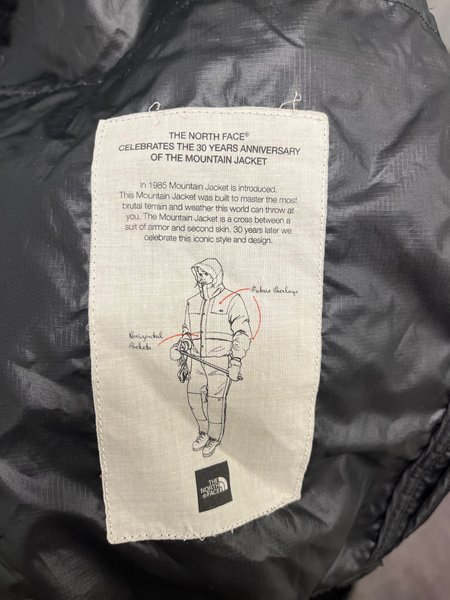 THE NORTH FACE®
CELEBRATES THE 30 YEARS ANNIVERSARY
OF THE MOUNTAIN JACKET
In 1985 Mountain Jacket is introduced.
This Mountain Jacket was built to master the most
brutal terrain and weather this world can throw at
you. The Mountain Jacket is a cross between a
suit of armor and second skin. 30 years later we
celebrate this iconic style and design.
Fabric Overlays
Horizontal
Pockets
THE
NORTH
FACE